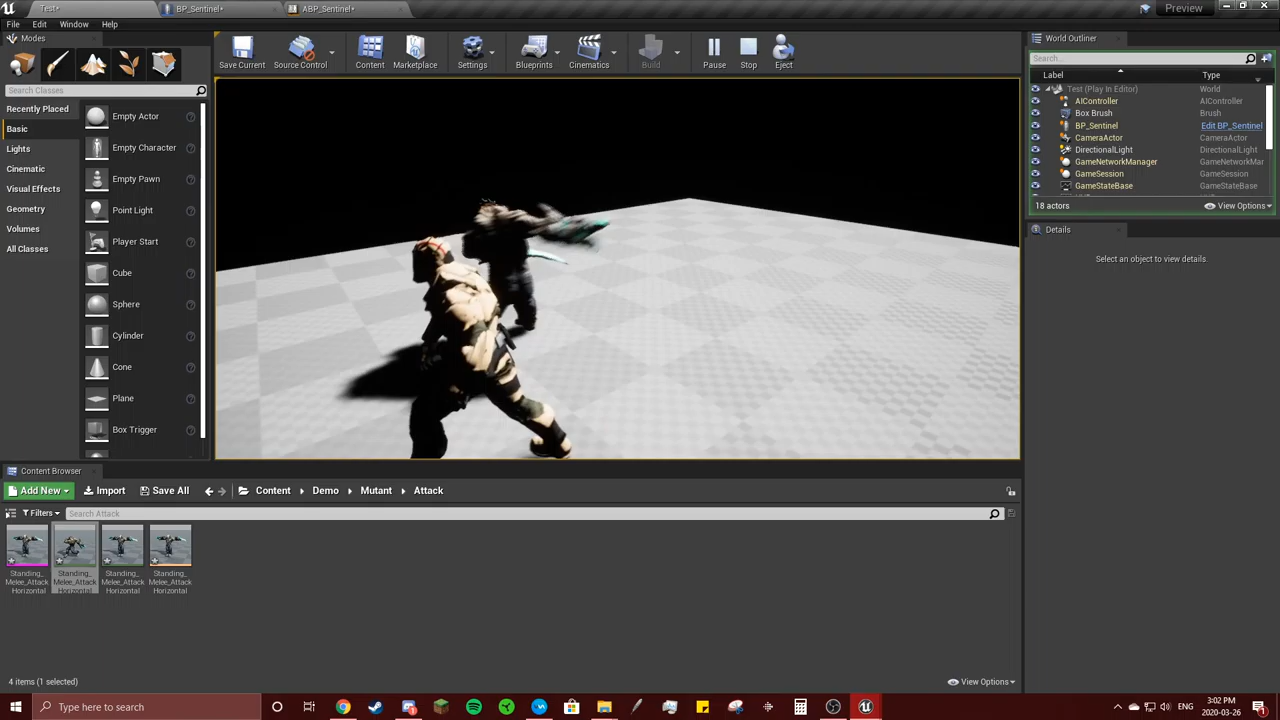 Test*
BP_Sentinel*
ABP_Sentinel*
Preview
File
Edit
Window
Help
Modes
Search Classes
Recently Placed
Basic
Lights
Cinematic
Visual Effects
Geometry
Volumes
All Classes
Empty Actor
Empty Character
Empty Pawn
Point Light
Player Start
Cube
Sphere
Cylinder
Cone
Plane
Box Trigger
Save Current
Source Control
Content
Marketplace
Settings
Blueprints
Cinematics
Build
Pause
Stop
Eject
World Outliner
Search...
Label Type
Test (Play In Editor) World
AIController AIController
Box Brush Brush
BP_Sentinel Edit BP_Sentinel
CameraActor CameraActor
DirectionalLight DirectionalLight
GameNetworkManager GameNetworkMar
GameSession GameSession
GameStateBase GameStateBase
18 actors View Options
Details
Select an object to view details.
Content Browser
Add New Import Save All Content Demo Mutant Attack
Filters Search Attack
Standing_
Melee_Attack
Horizontal
Standing_
Melee_Attack
Horizontal
Standing_
Melee_Attack
Horizontal
Standing_
Melee_Attack
Horizontal
4 items (1 selected) View Options
Type here to search
ENG
3:02 PM
2020-03-26